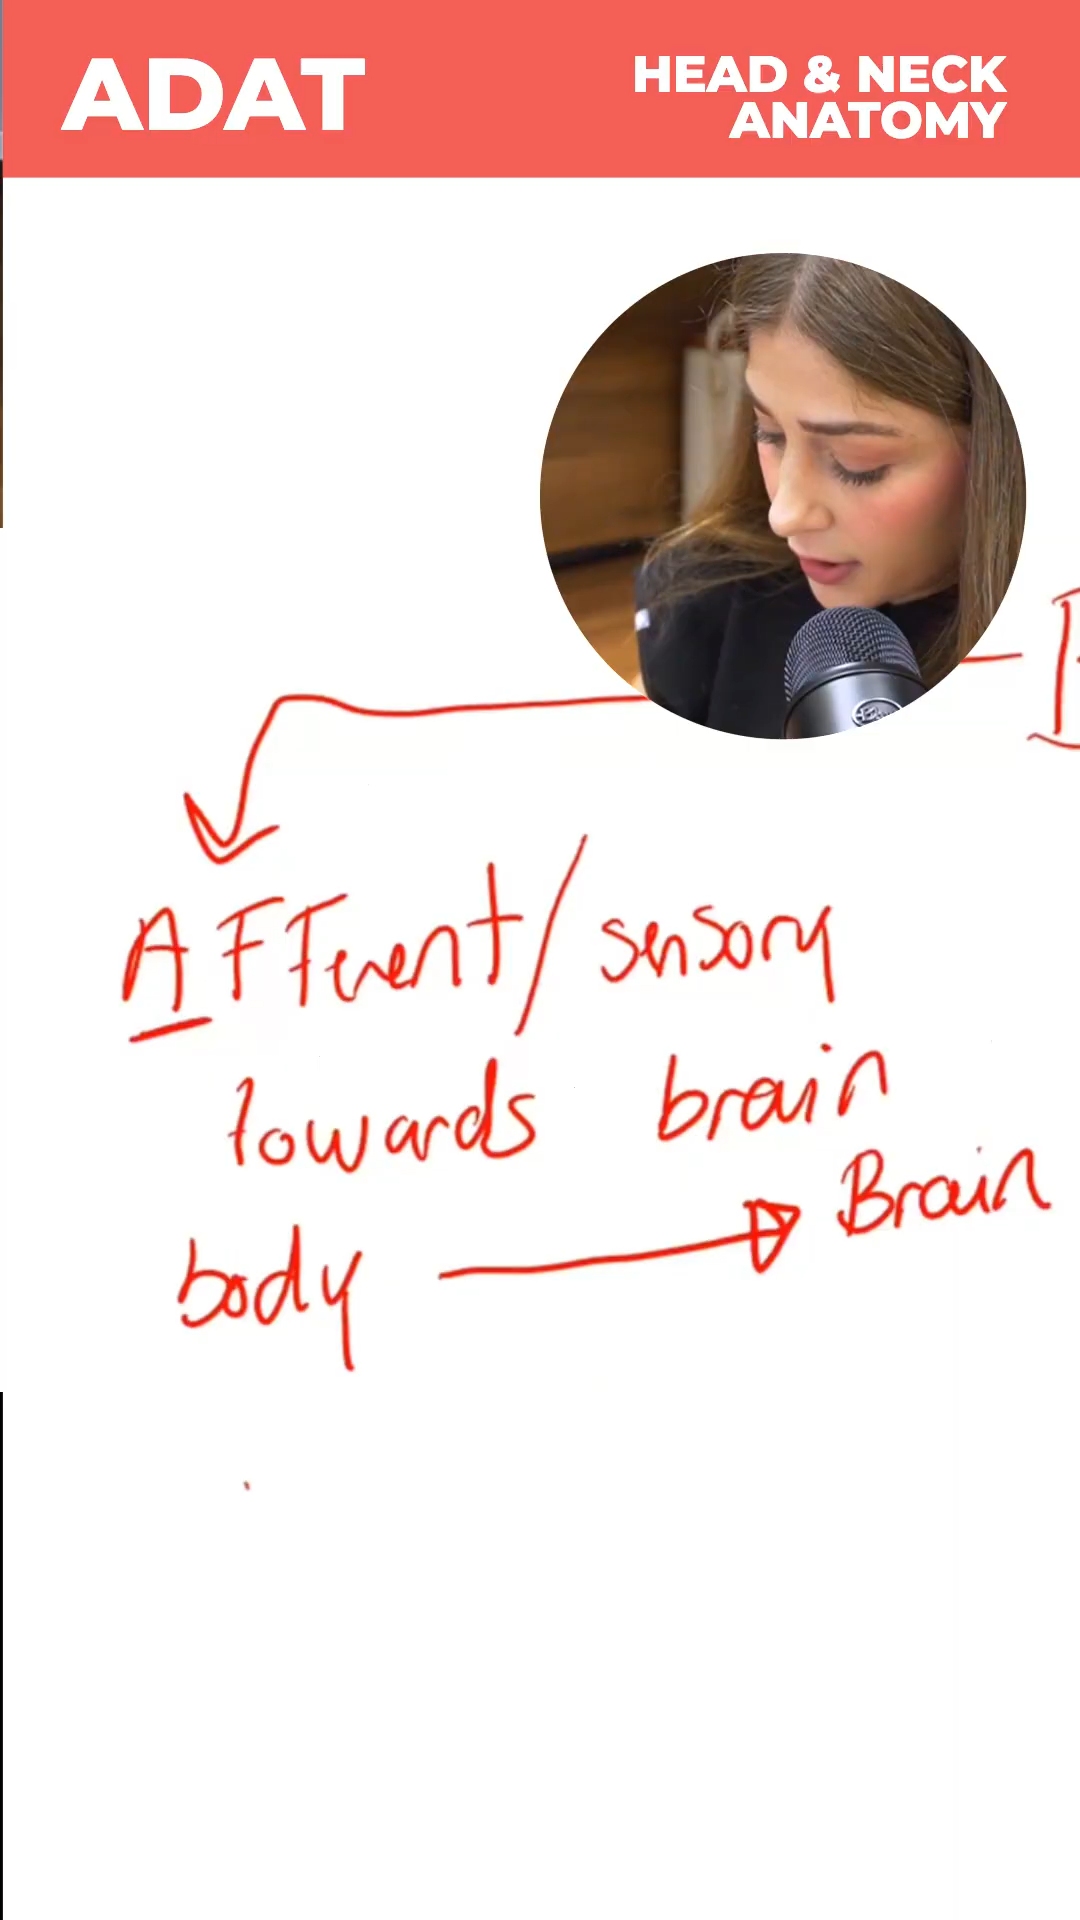 ADAT
HEAD & NECK
ANATOMY
Afferent/sensory
towards brain
body → Brain